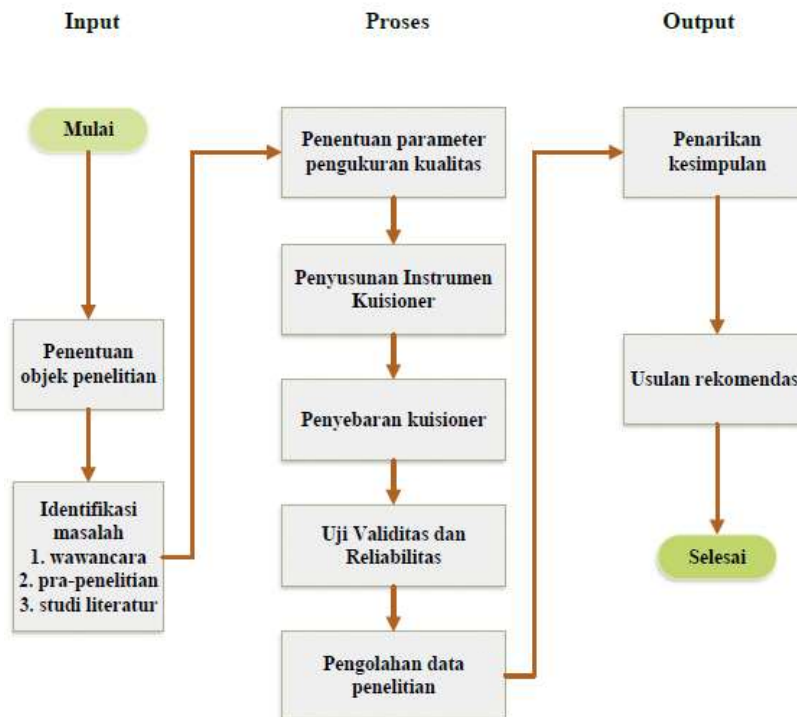 Input
Proses
Output
Mulai
Penentuan
objek penelitian
Identifikasi
masalah
1. wawancara
2. pra-penelitian
3. studi literatur
Penentuan parameter
pengukuran kualitas
Penyusunan Instrumen
Kuisioner
Penyebaran kuisioner
Uji Validitas dan
Reliabilitas
Pengolahan data
penelitian
Penarikan
kesimpulan
Usulan rekomendas
Selesai